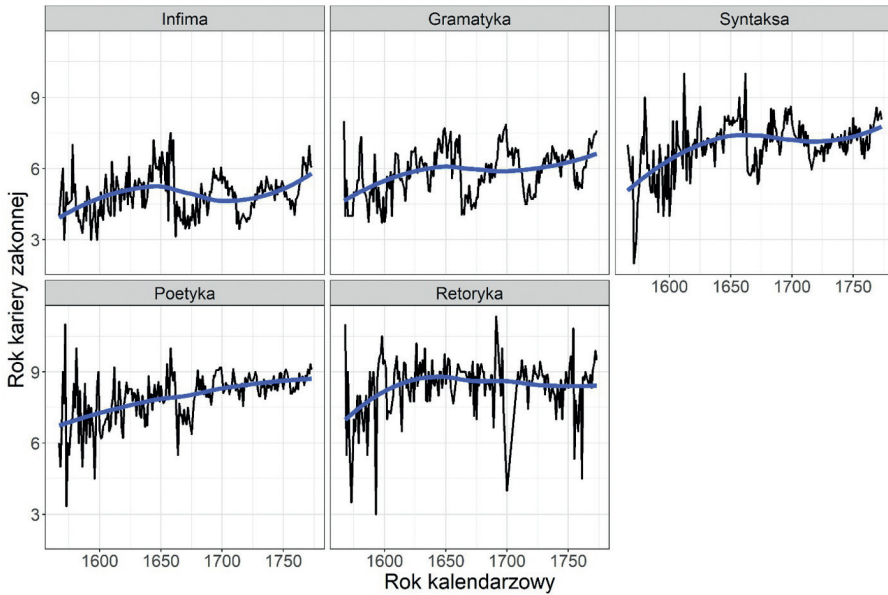 Infima
Gramatyka
Syntaksa
9
6
3
1600
1650
1700
1750
Poetyka
Retoryka
9
6
3
1600
1650
1700
1750
1600
1650
1700
1750
Rok kariery zakonnej
Rok kalendarzowy